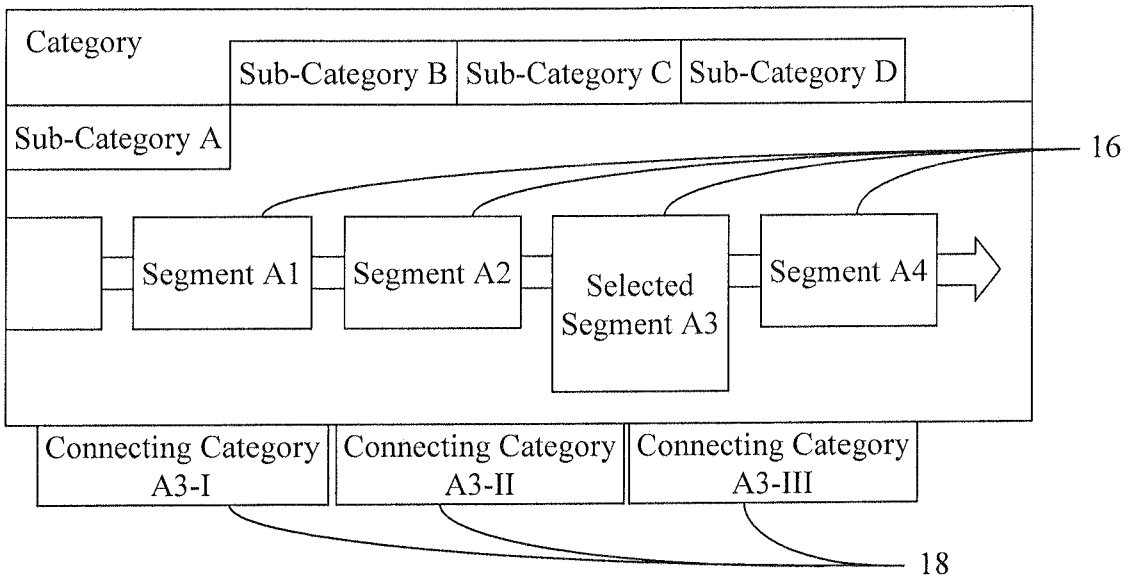 Category
Sub-Category B
Sub-Category C
Sub-Category D
Sub-Category A
16
Segment A1
Segment A2
Selected
Segment A3
Segment A4
Connecting Category
A3-I
Connecting Category
A3-II
Connecting Category
A3-III
18